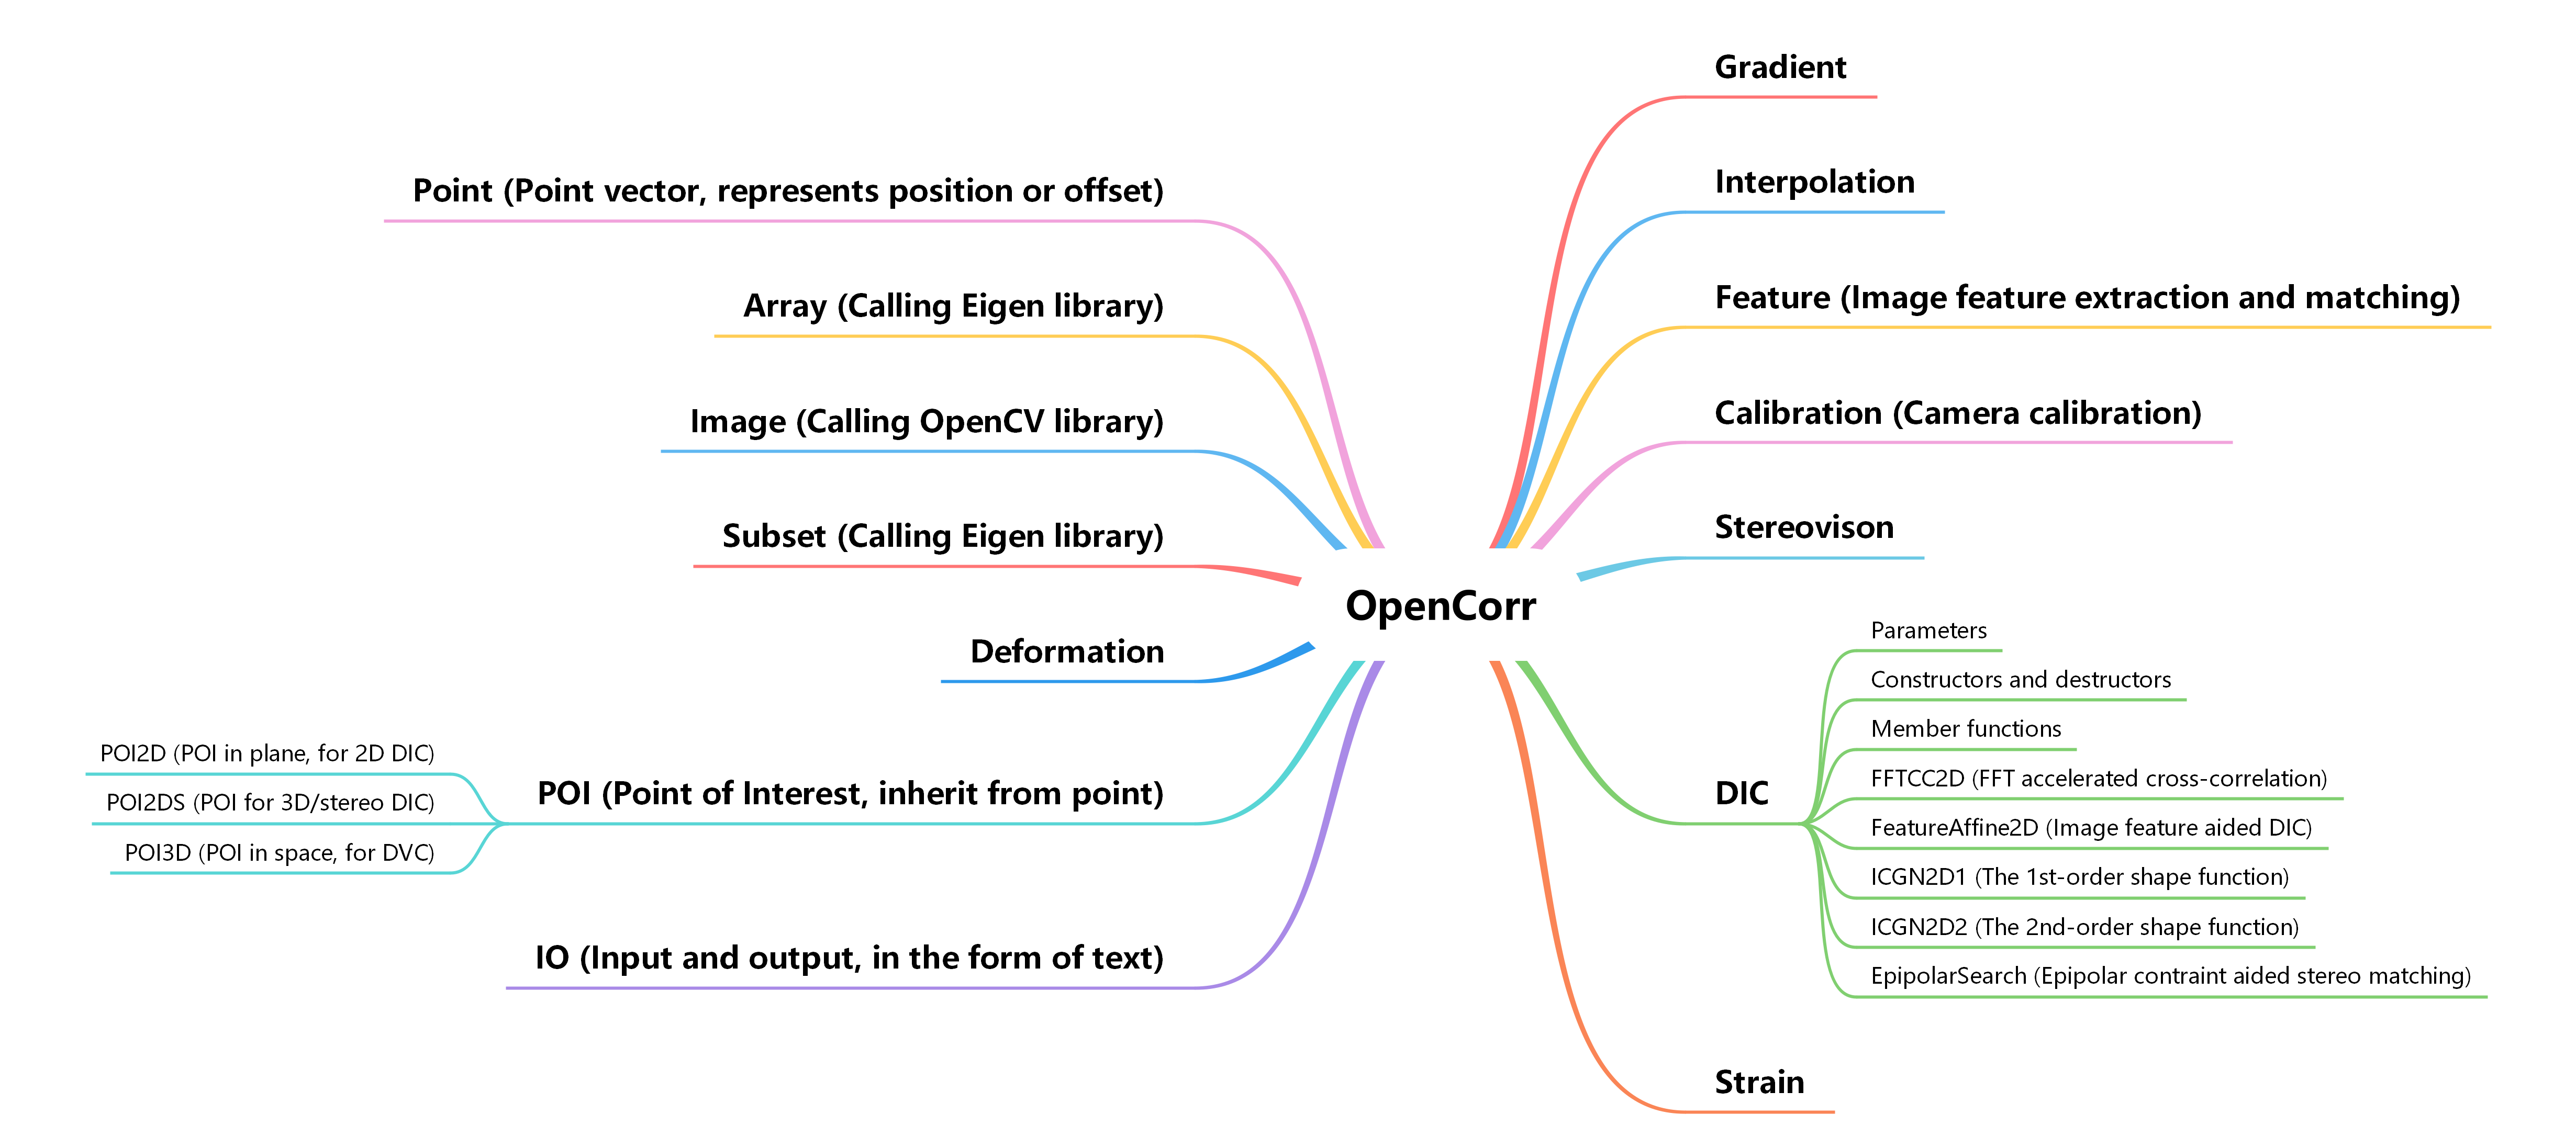 Point (Point vector, represents position or offset)
Array (Calling Eigen library)
Image (Calling OpenCV library)
Subset (Calling Eigen library)
Deformation
POI (Point of Interest, inherit from point)
POI2D (POI in plane, for 2D DIC)
POI2DS (POI for 3D/stereo DIC)
POI3D (POI in space, for DVC)
IO (Input and output, in the form of text)
OpenCorr
Gradient
Interpolation
Feature (Image feature extraction and matching)
Calibration (Camera calibration)
Stereovison
DIC
Parameters
Constructors and destructors
Member functions
FFTCC2D (FFT accelerated cross-correlation)
FeatureAffine2D (Image feature aided DIC)
ICGN2D1 (The 1st-order shape function)
ICGN2D2 (The 2nd-order shape function)
EpipolarSearch (Epipolar contraint aided stereo matching)
Strain